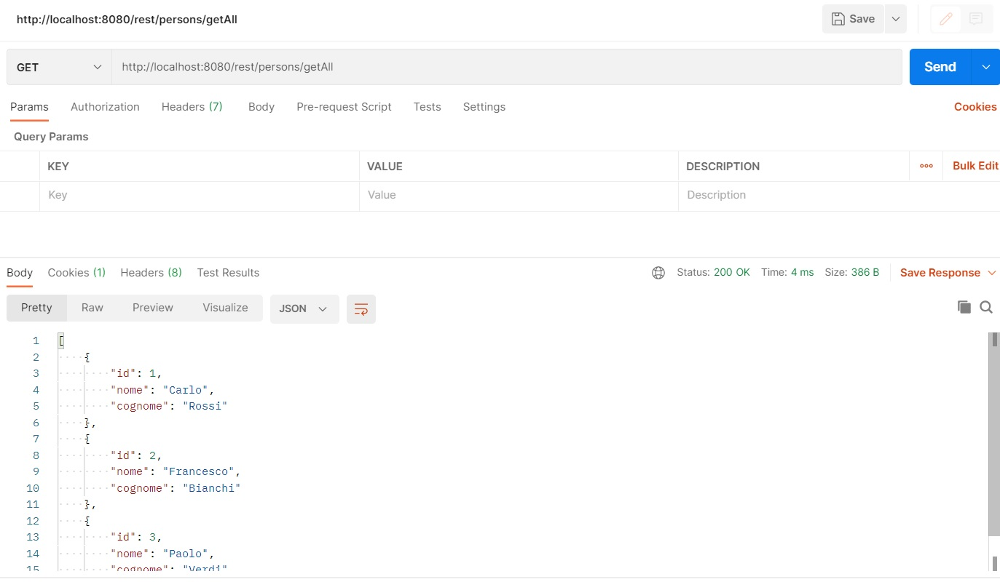 http://localhost:8080/rest/persons/getAll Save
GET http://localhost:8080/rest/persons/getAll Send
Params Authorization Headers (7) Body Pre-request Script Tests Settings Cookies
Query Params
KEY VALUE DESCRIPTION Bulk Edit
Key Value Description
Body Cookies (1) Headers (8) Test Results Status: 200 OK Time: 4 ms Size: 386 B Save Response
Pretty Raw Preview Visualize JSON
1 [
2 {
3 "id": 1,
4 "nome": "Carlo",
5 "cognome": "Rossi"
6 },
7 {
8 "id": 2,
9 "nome": "Francesco",
10 "cognome": "Bianchi"
11 },
12 {
13 "id": 3,
14 "nome": "Paolo",
15 "cognome": "Verdi"